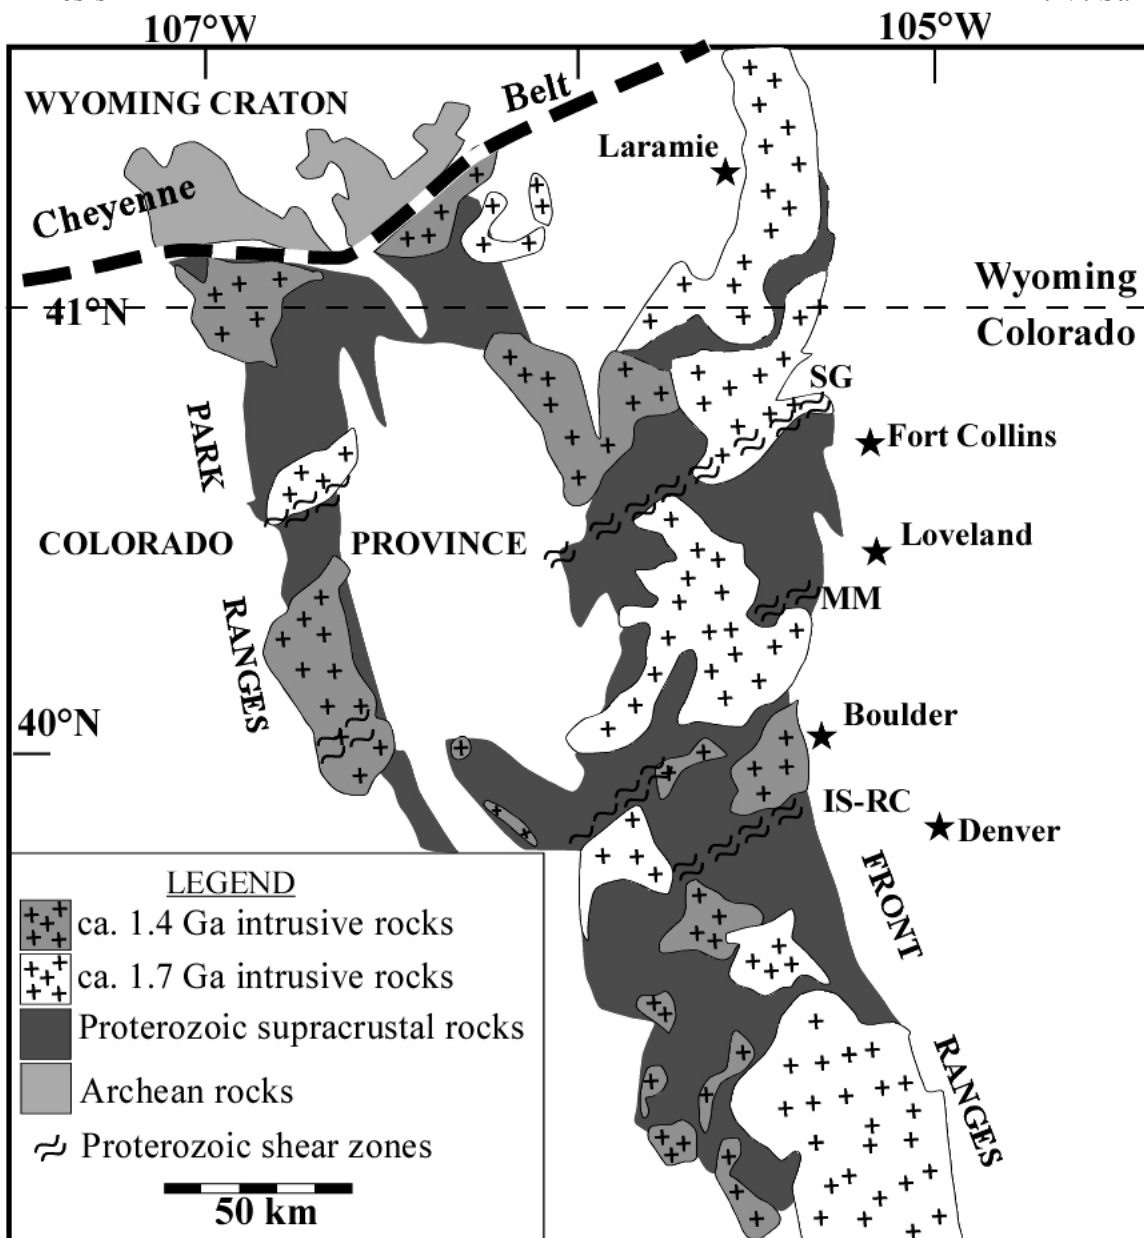 107°W
105°W
WYOMING CRATON
Belt
Laramie
Cheyenne
Wyoming
41°N
Colorado
SG
PARK
Fort Collins
COLORADO
PROVINCE
Loveland
MM
RANGES
40°N
Boulder
IS-RC
Denver
FRONT
LEGEND
ca. 1.4 Ga intrusive rocks
ca. 1.7 Ga intrusive rocks
Proterozoic supracrustal rocks
RANGES
Archean rocks
Proterozoic shear zones
50 km